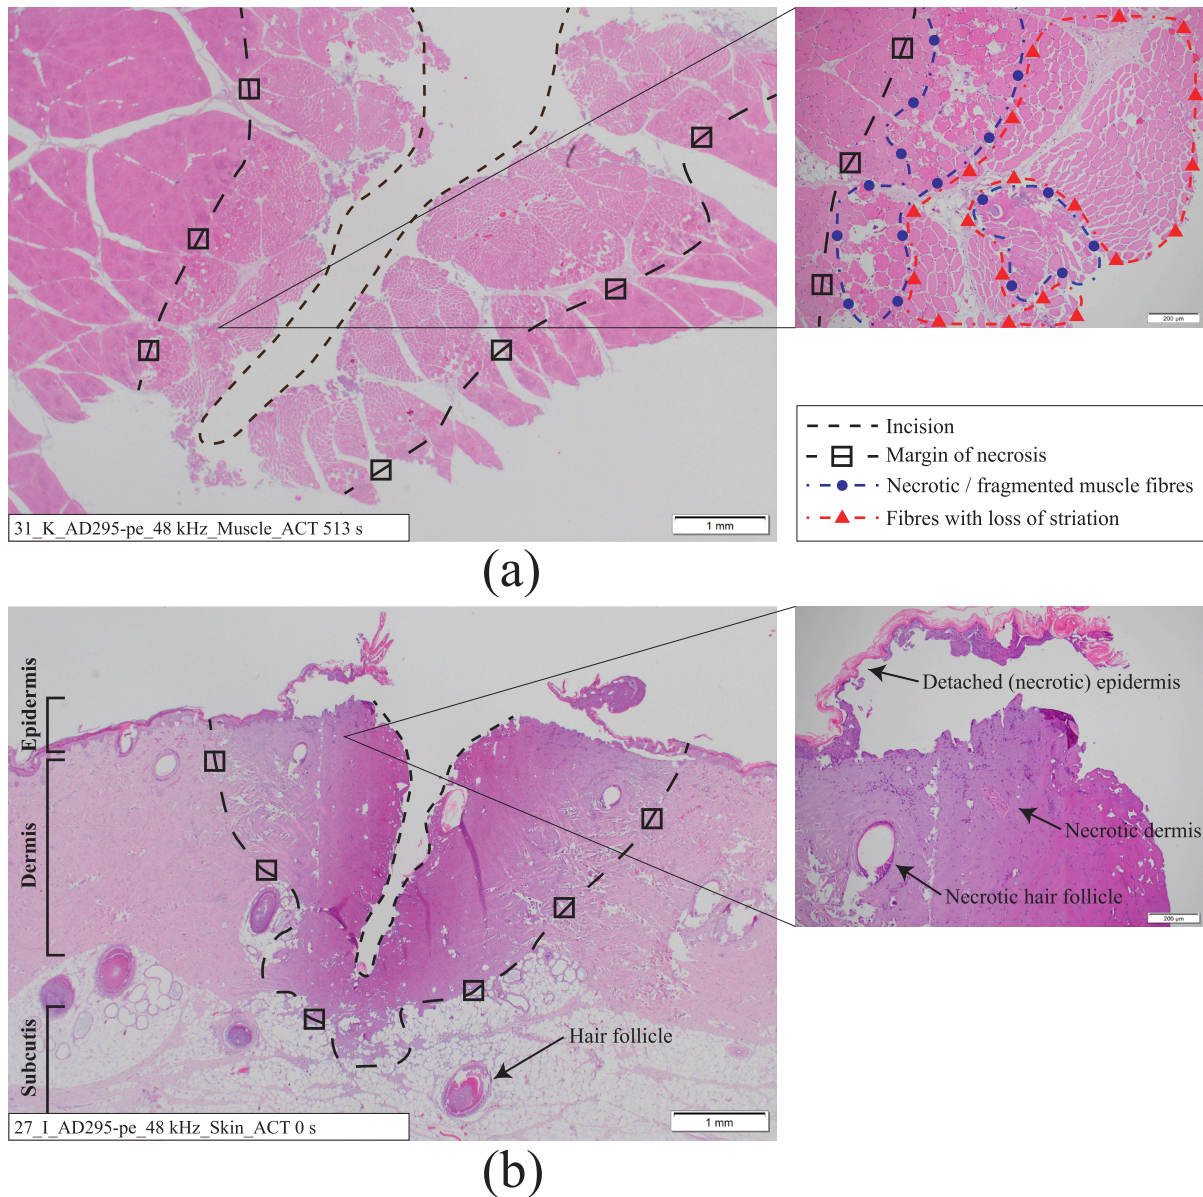 200 μm
Incision
Margin of necrosis
Necrotic / fragmented muscle fibres
Fibres with loss of striation
31_K_AD295-pe_48 kHz_Muscle_ACT 513 s
1 mm
(a)
Epidermis
Dermis
Subcutis
Detached (necrotic) epidermis
Necrotic dermis
Necrotic hair follicle
200 μm
Hair follicle
27_I_AD295-pe_48 kHz_Skin_ACT 0 s
1 mm
(b)